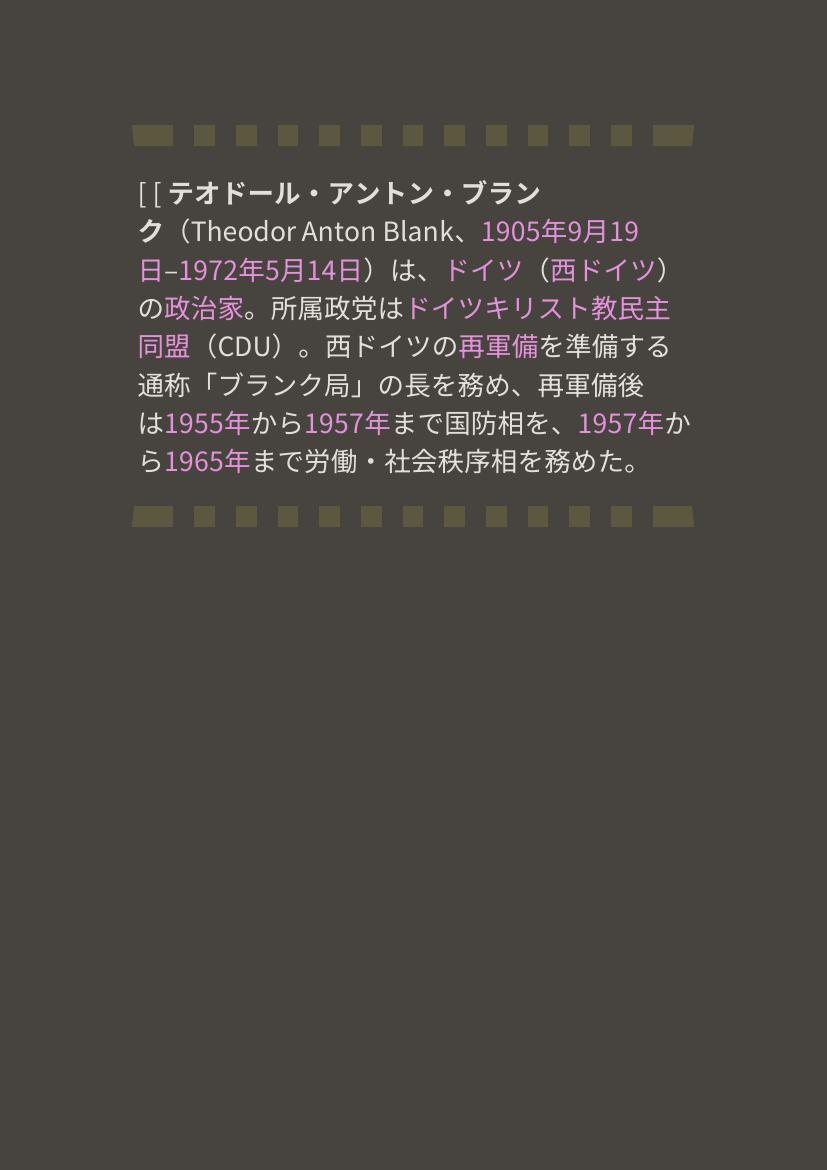 [ [ テオドール・アントン・ブラン
ク（Theodor Anton Blank、1905年9月19
日–1972年5月14日）は、ドイツ（西ドイツ）
の政治家。所属政党はドイツキリスト教民主
同盟（CDU）。西ドイツの再軍備を準備する
通称「ブランク局」の長を務め、再軍備後
は1955年から1957年まで国防相を、1957年か
ら1965年まで労働・社会秩序相を務めた。